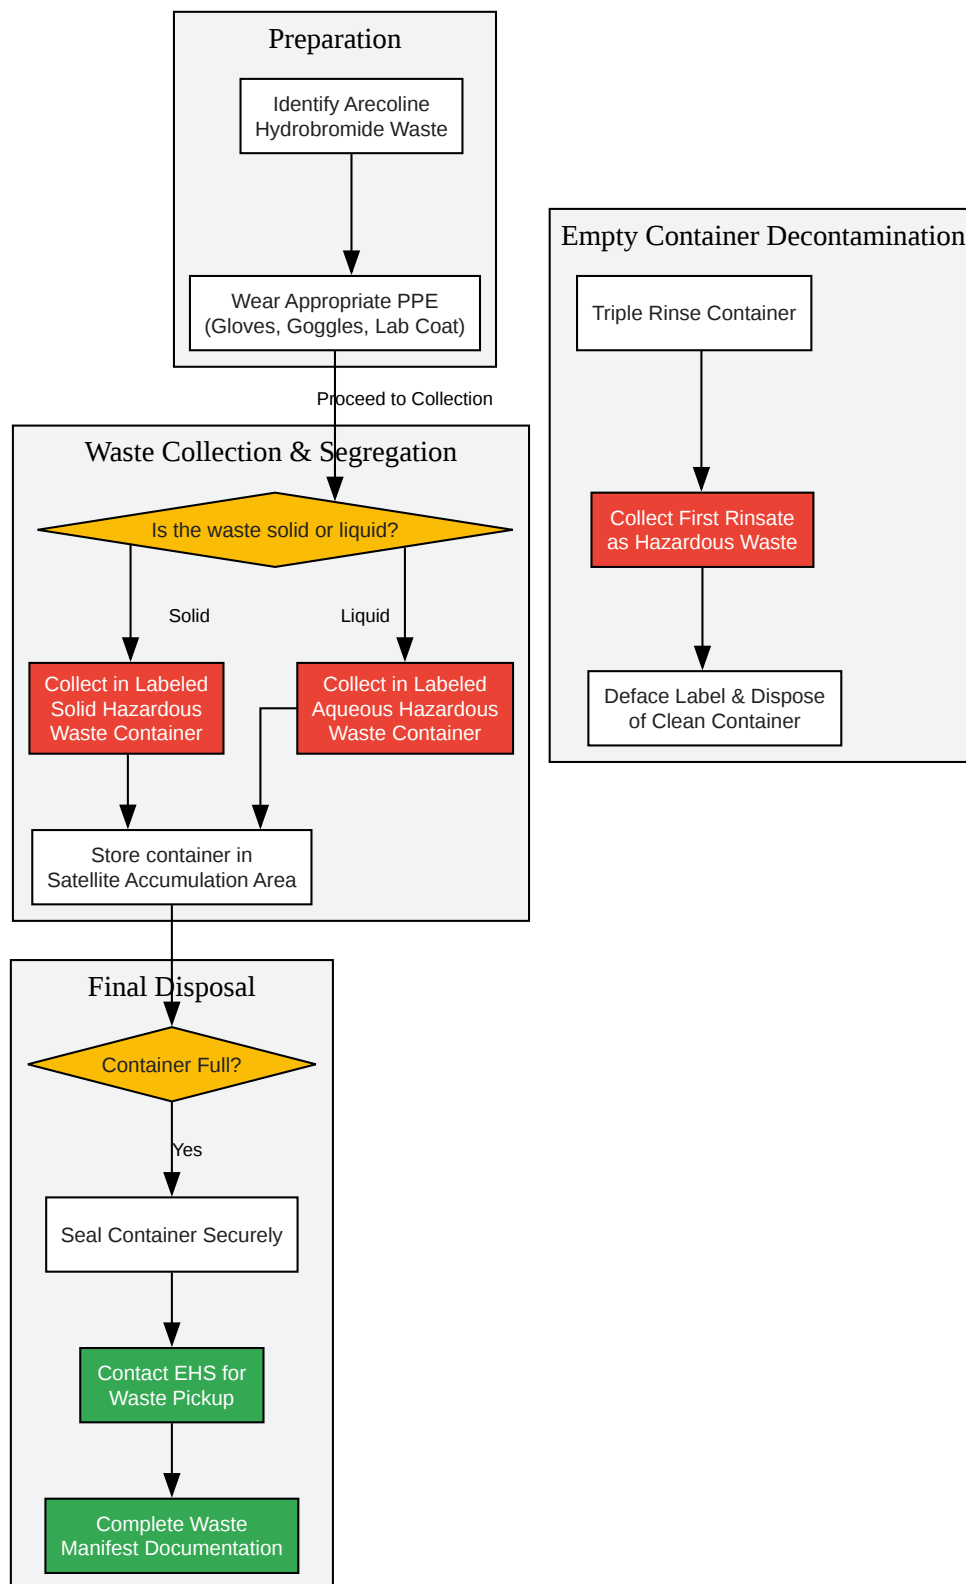 Preparation
Identify Arecoline
Hydrobromide Waste
Wear Appropriate PPE
(Gloves, Goggles, Lab Coat)
Proceed to Collection
Waste Collection & Segregation
Is the waste solid or liquid?
Solid
Liquid
Collect in Labeled
Solid Hazardous
Waste Container
Collect in Labeled
Aqueous Hazardous
Waste Container
Store container in
Satellite Accumulation Area
Final Disposal
Container Full?
Yes
Seal Container Securely
Contact EHS for
Waste Pickup
Complete Waste
Manifest Documentation
Empty Container Decontamination
Triple Rinse Container
Collect First Rinsate
as Hazardous Waste
Deface Label & Dispose
of Clean Container